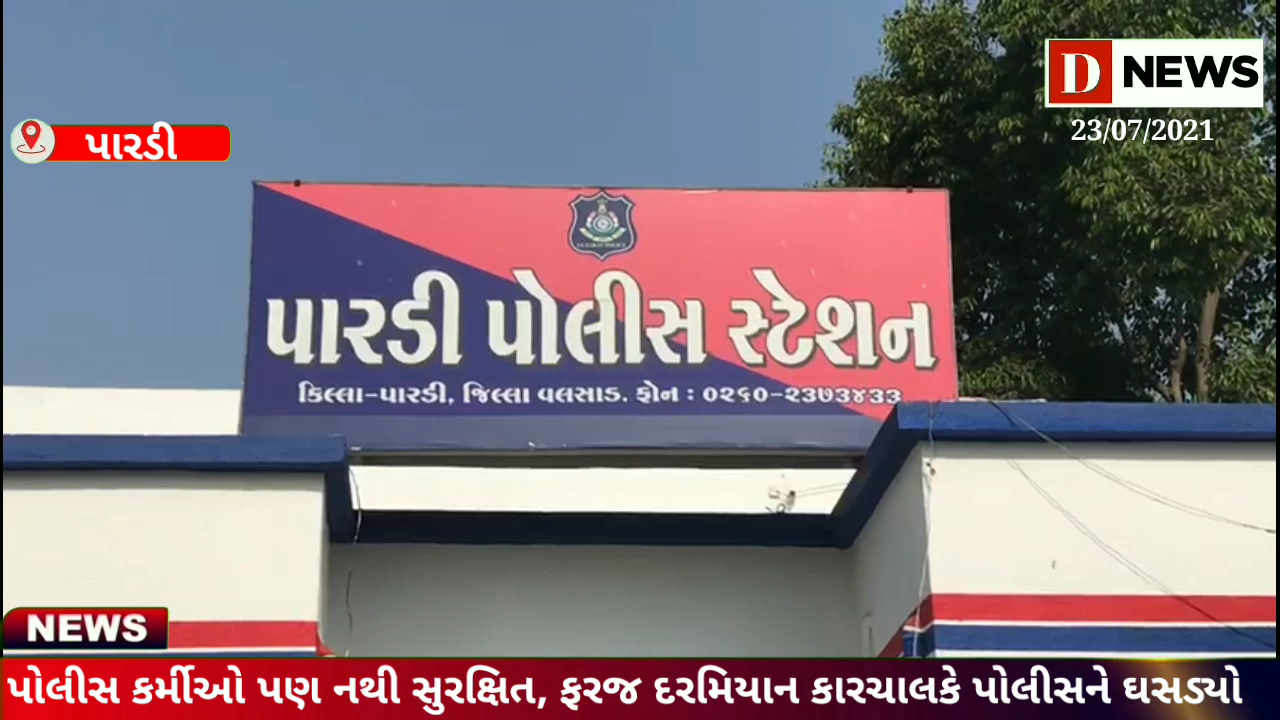 D NEWS
23/07/2021
પારડી
પારડી પોલીસ સ્ટેશન
કિલ્લા-પારડી, જિલ્લા વલસાડ. ફોન : ૦૨૬૦-૨૩૭૩૪૩૩
NEWS
પોલીસ કર્મીઓ પણ નથી સુરક્ષિત, ફરજ દરમિયાન કારચાલકે પોલીસને ઘસડ્યો